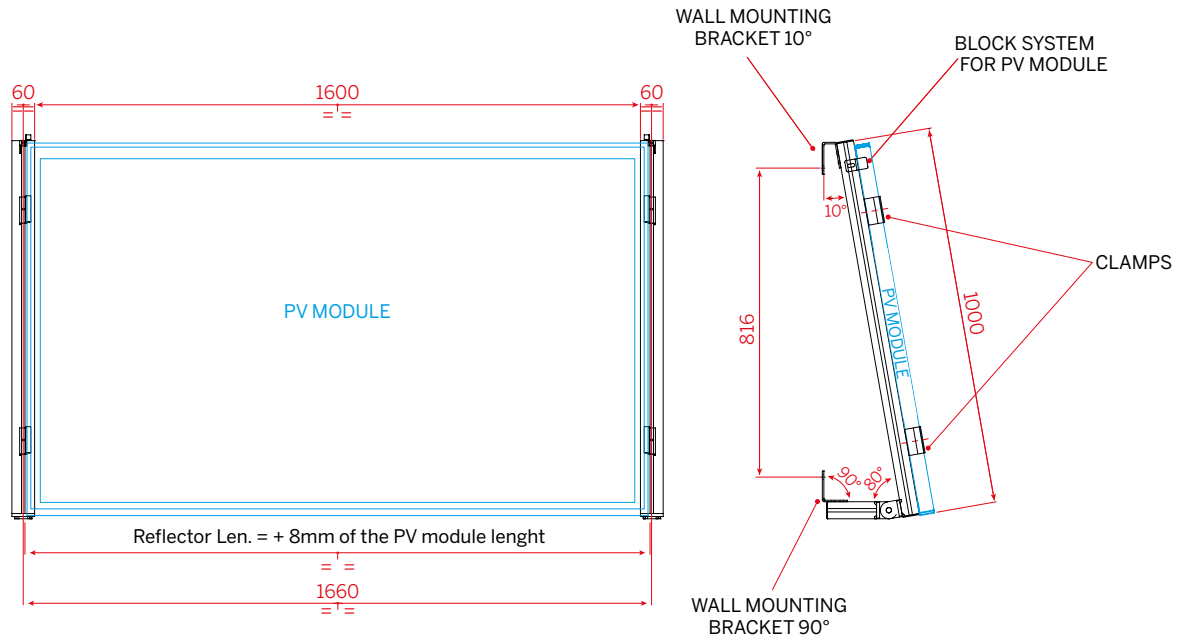 WALL MOUNTING
BRACKET 10°
BLOCK SYSTEM
FOR PV MODULE
60
1600
60
= =
10°
CLAMPS
PV MODULE
816
PV MODULE
1000
90°
80°
Reflector Len. = + 8mm of the PV module lenght
= =
1660
= =
WALL MOUNTING
BRACKET 90°